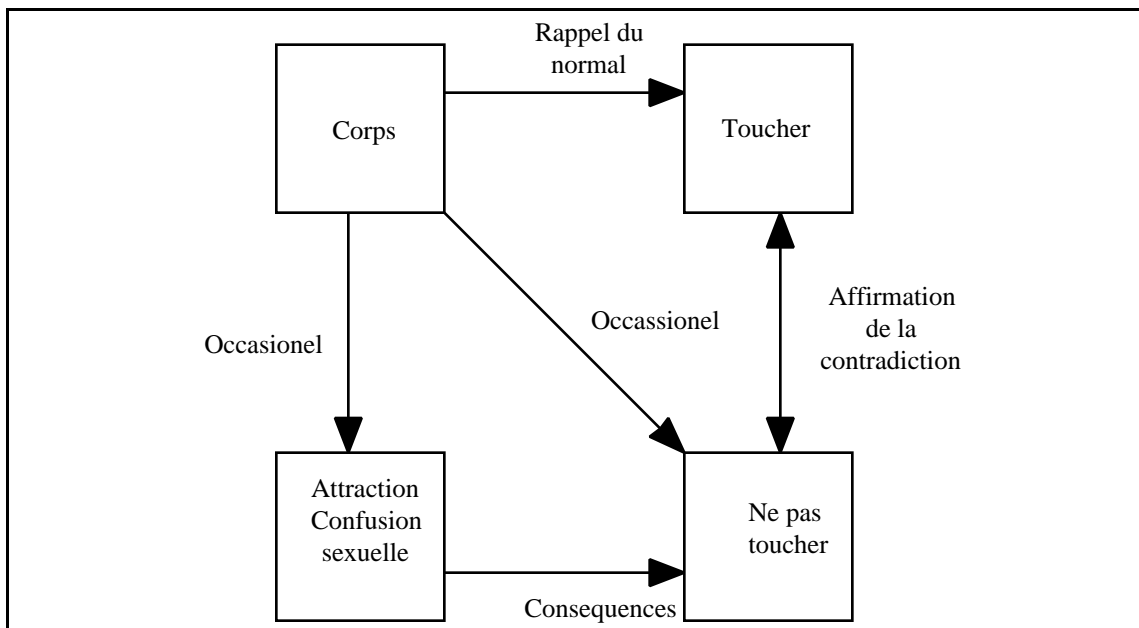 Rappel du
normal
Corps
Toucher
Occasionel
Occassionel
Affirmation
de la
contradiction
Attraction
Confusion
sexuelle
Ne pas
toucher
Consequences